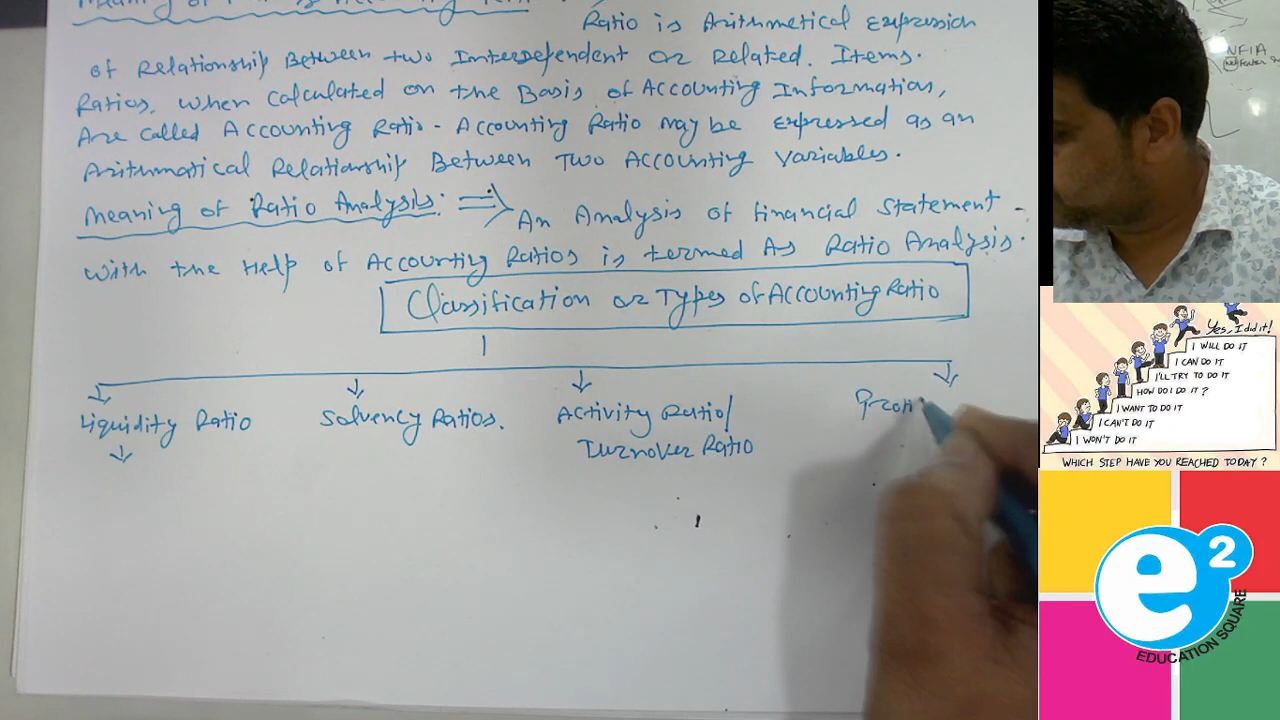 Ratio is Arithmetical Expression
of Relationship Between two Interdependent or Related. Items.
Ratios. When Calculated on the Basis of Accounting Information,
Are called Accounting Ratio - Accounting Ratio may be expressed as an
Arithmatical Relationship Between Two Accounting Variables.
Meaning of Ratio Analysis: ⇒ An Analysis of financial Statement -
With the Help of Accounting Ratios is termed As Ratio Analysis.
Classification or Types of Accounting Ratio
Liquidity Ratio
Solvency Ratios.
Activity Ratio/
Turnover Ratio
NFIA
Yes, I did it!
I WILL DO IT
I CAN DO IT
I'LL TRY TO DO IT
HOW DO I DO IT ?
I WANT TO DO IT
I CAN'T DO IT
I WON'T DO IT
WHICH STEP HAVE YOU REACHED TODAY ?
e2
EDUCATION SQUARE